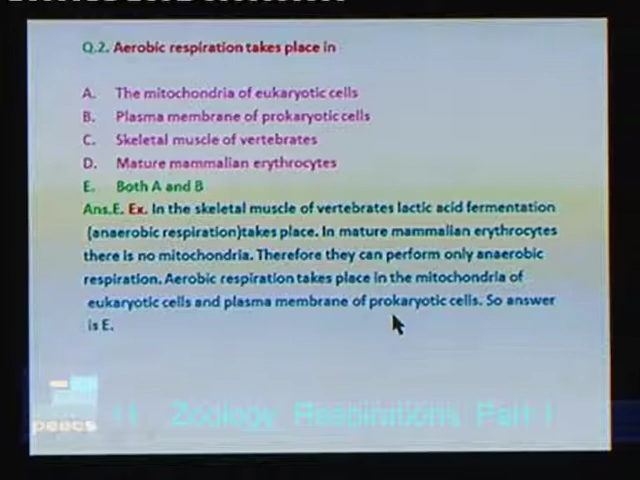 Q.2. Aerobic respiration takes place in
A. The mitochondria of eukaryotic cells
B. Plasma membrane of prokaryotic cells
C. Skeletal muscle of vertebrates
D. Mature mammalian erythrocytes
E. Both A and B
Ans.E. Ex. In the skeletal muscle of vertebrates lactic acid fermentation
(anaerobic respiration)takes place. In mature mammalian erythrocytes
there is no mitochondria. Therefore they can perform only anaerobic
respiration. Aerobic respiration takes place in the mitochondria of
eukaryotic cells and plasma membrane of prokaryotic cells. So answer
is E.
11 Zoology Respirations Part I